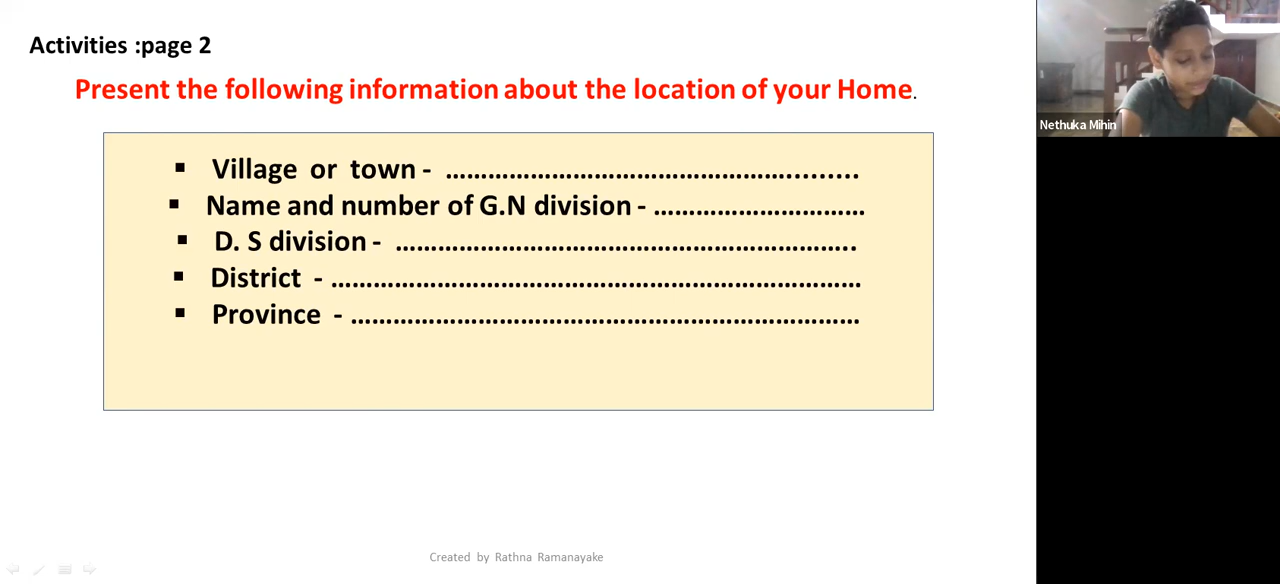 Activities :page 2
Present the following information about the location of your Home.
▪ Village or town - ……………………………………….........
▪ Name and number of G.N division - …………………………
▪ D. S division - ………………………………………………………..
▪ District - …………………………………………………………………
▪ Province - ………………………………………………………………
Created by Rathna Ramanayake
Nethuka Mihin